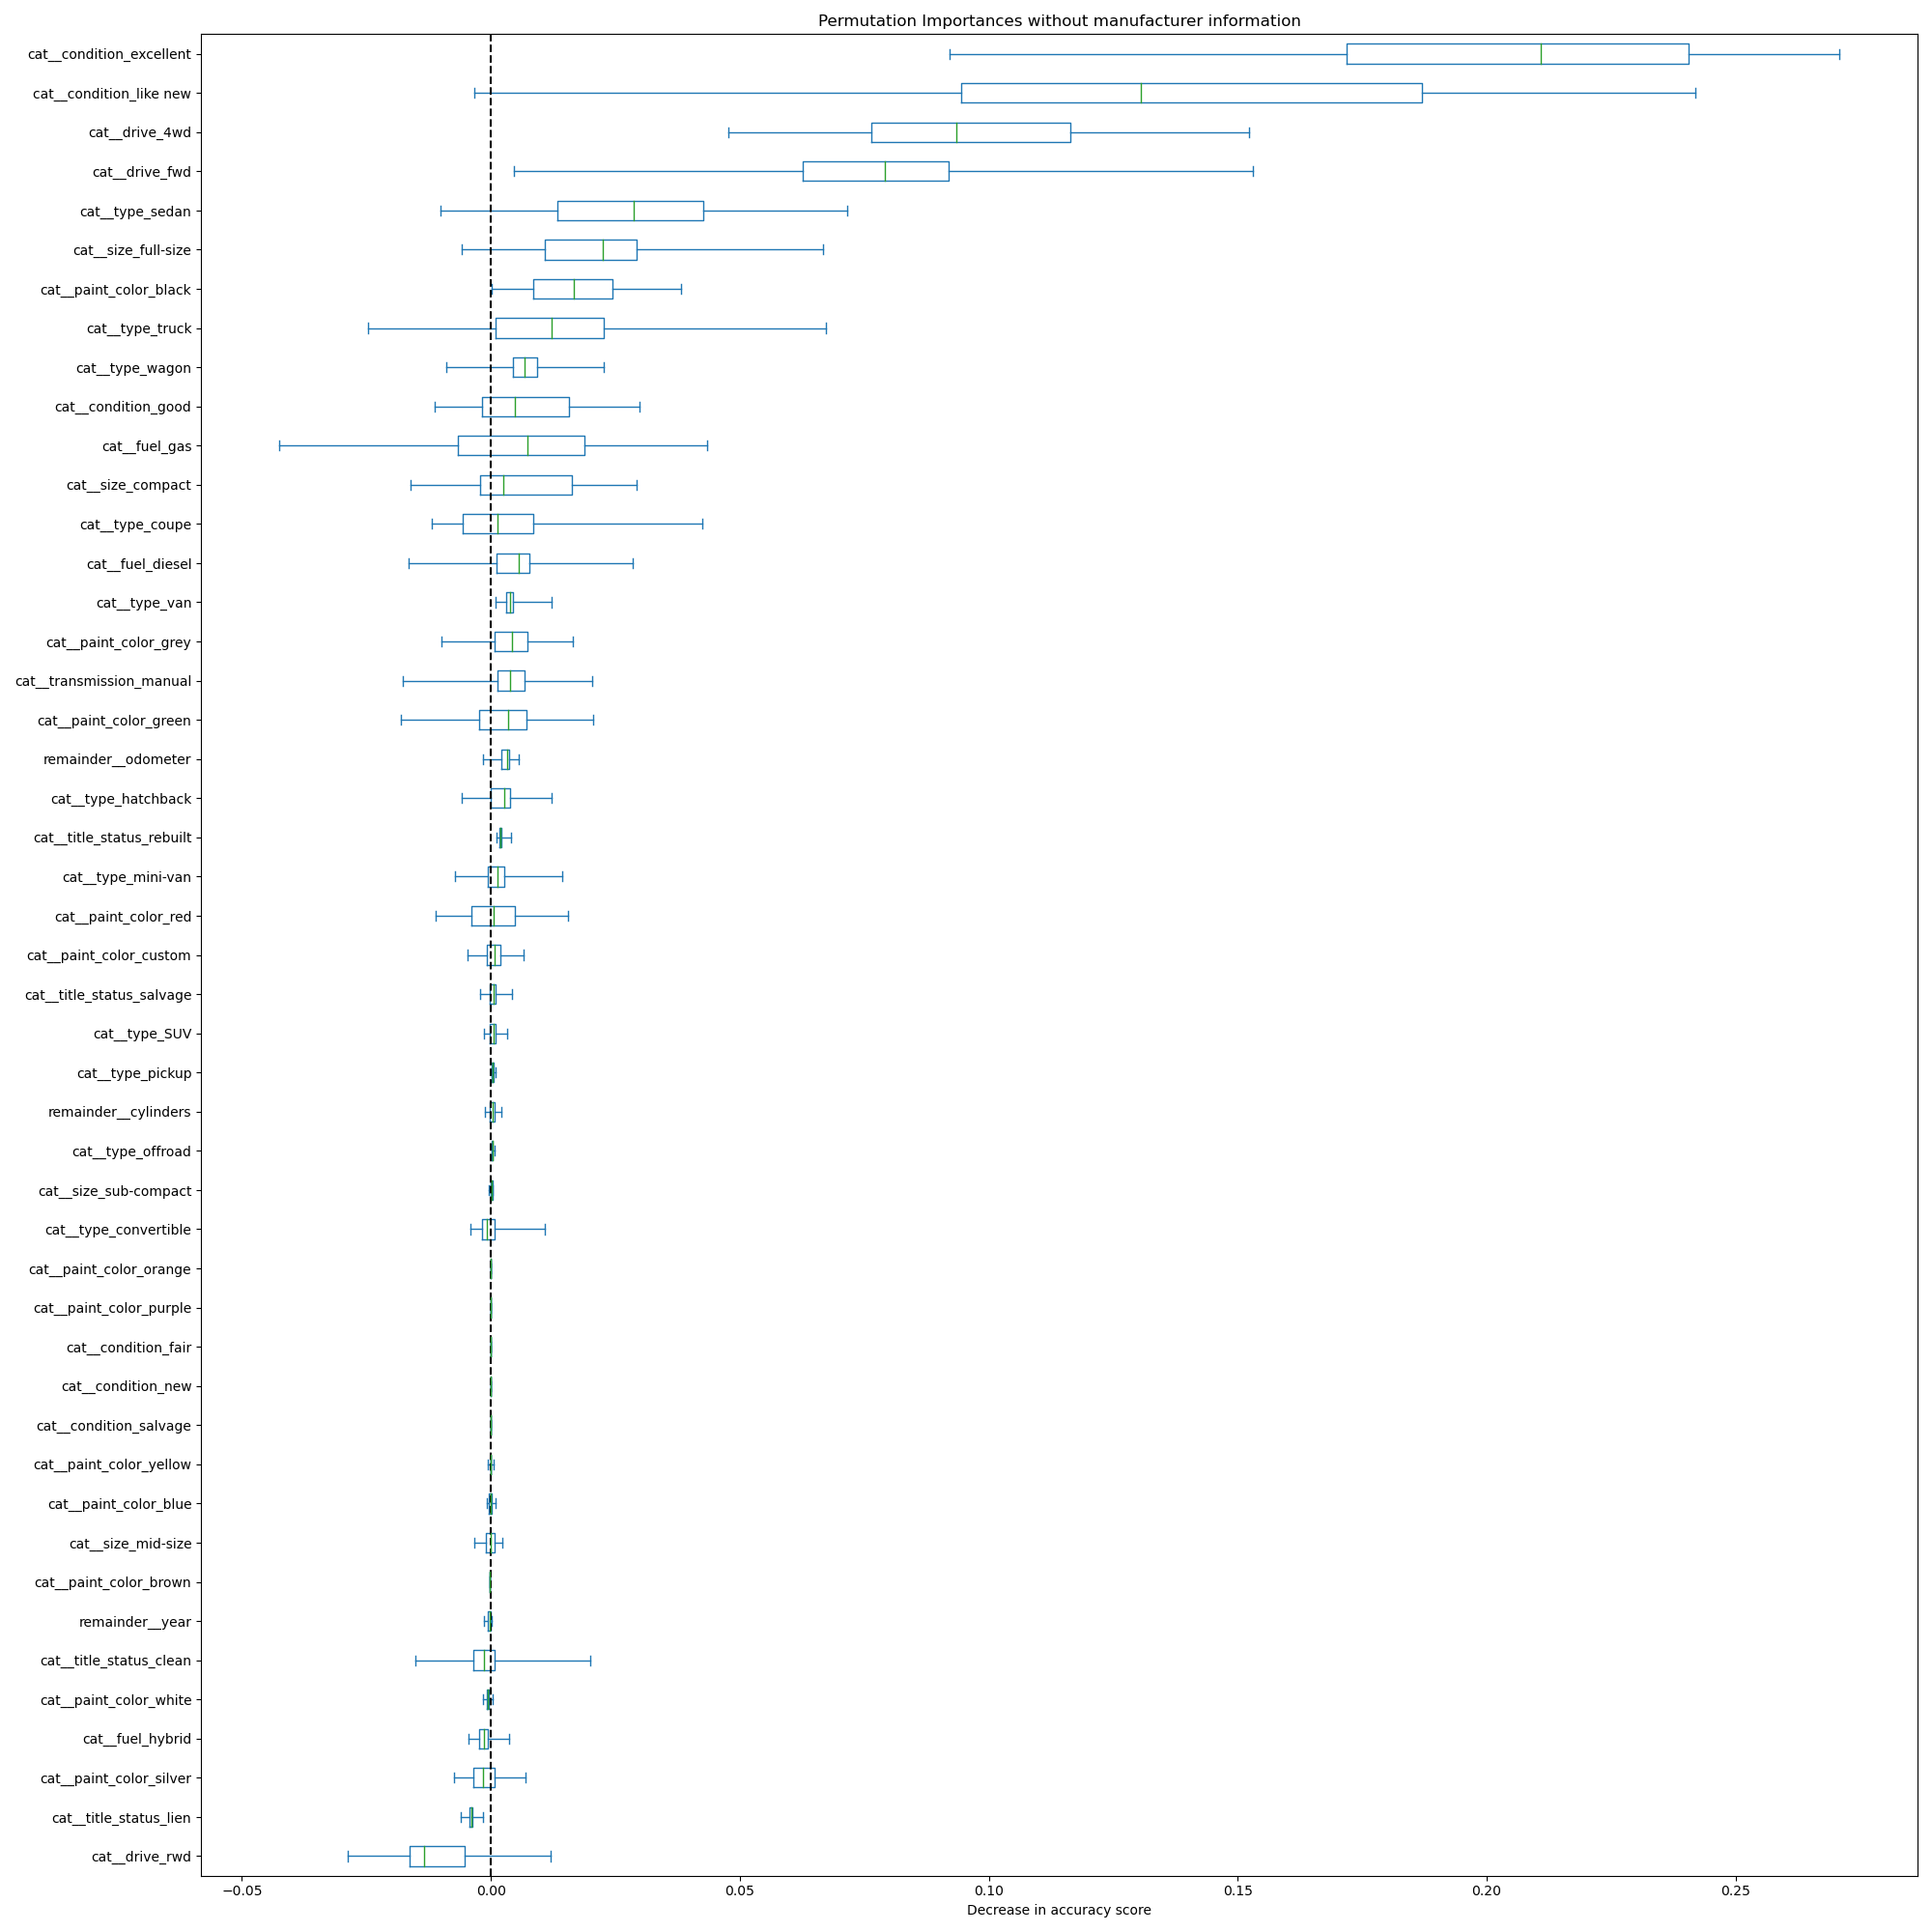 Permutation Importances without manufacturer information
cat__condition_excellent
cat__condition_like new
cat__drive_4wd
cat__drive_fwd
cat__type_sedan
cat__size_full-size
cat__paint_color_black
cat__type_truck
cat__type_wagon
cat__condition_good
cat__fuel_gas
cat__size_compact
cat__type_coupe
cat__fuel_diesel
cat__type_van
cat__paint_color_grey
cat__transmission_manual
cat__paint_color_green
remainder__odometer
cat__type_hatchback
cat__title_status_rebuilt
cat__type_mini-van
cat__paint_color_red
cat__paint_color_custom
cat__title_status_salvage
cat__type_SUV
cat__type_pickup
remainder__cylinders
cat__type_offroad
cat__size_sub-compact
cat__type_convertible
cat__paint_color_orange
cat__paint_color_purple
cat__condition_fair
cat__condition_new
cat__condition_salvage
cat__paint_color_yellow
cat__paint_color_blue
cat__size_mid-size
cat__paint_color_brown
remainder__year
cat__title_status_clean
cat__paint_color_white
cat__fuel_hybrid
cat__paint_color_silver
cat__title_status_lien
cat__drive_rwd
−0.05 0.00 0.05 0.10 0.15 0.20 0.25
Decrease in accuracy score